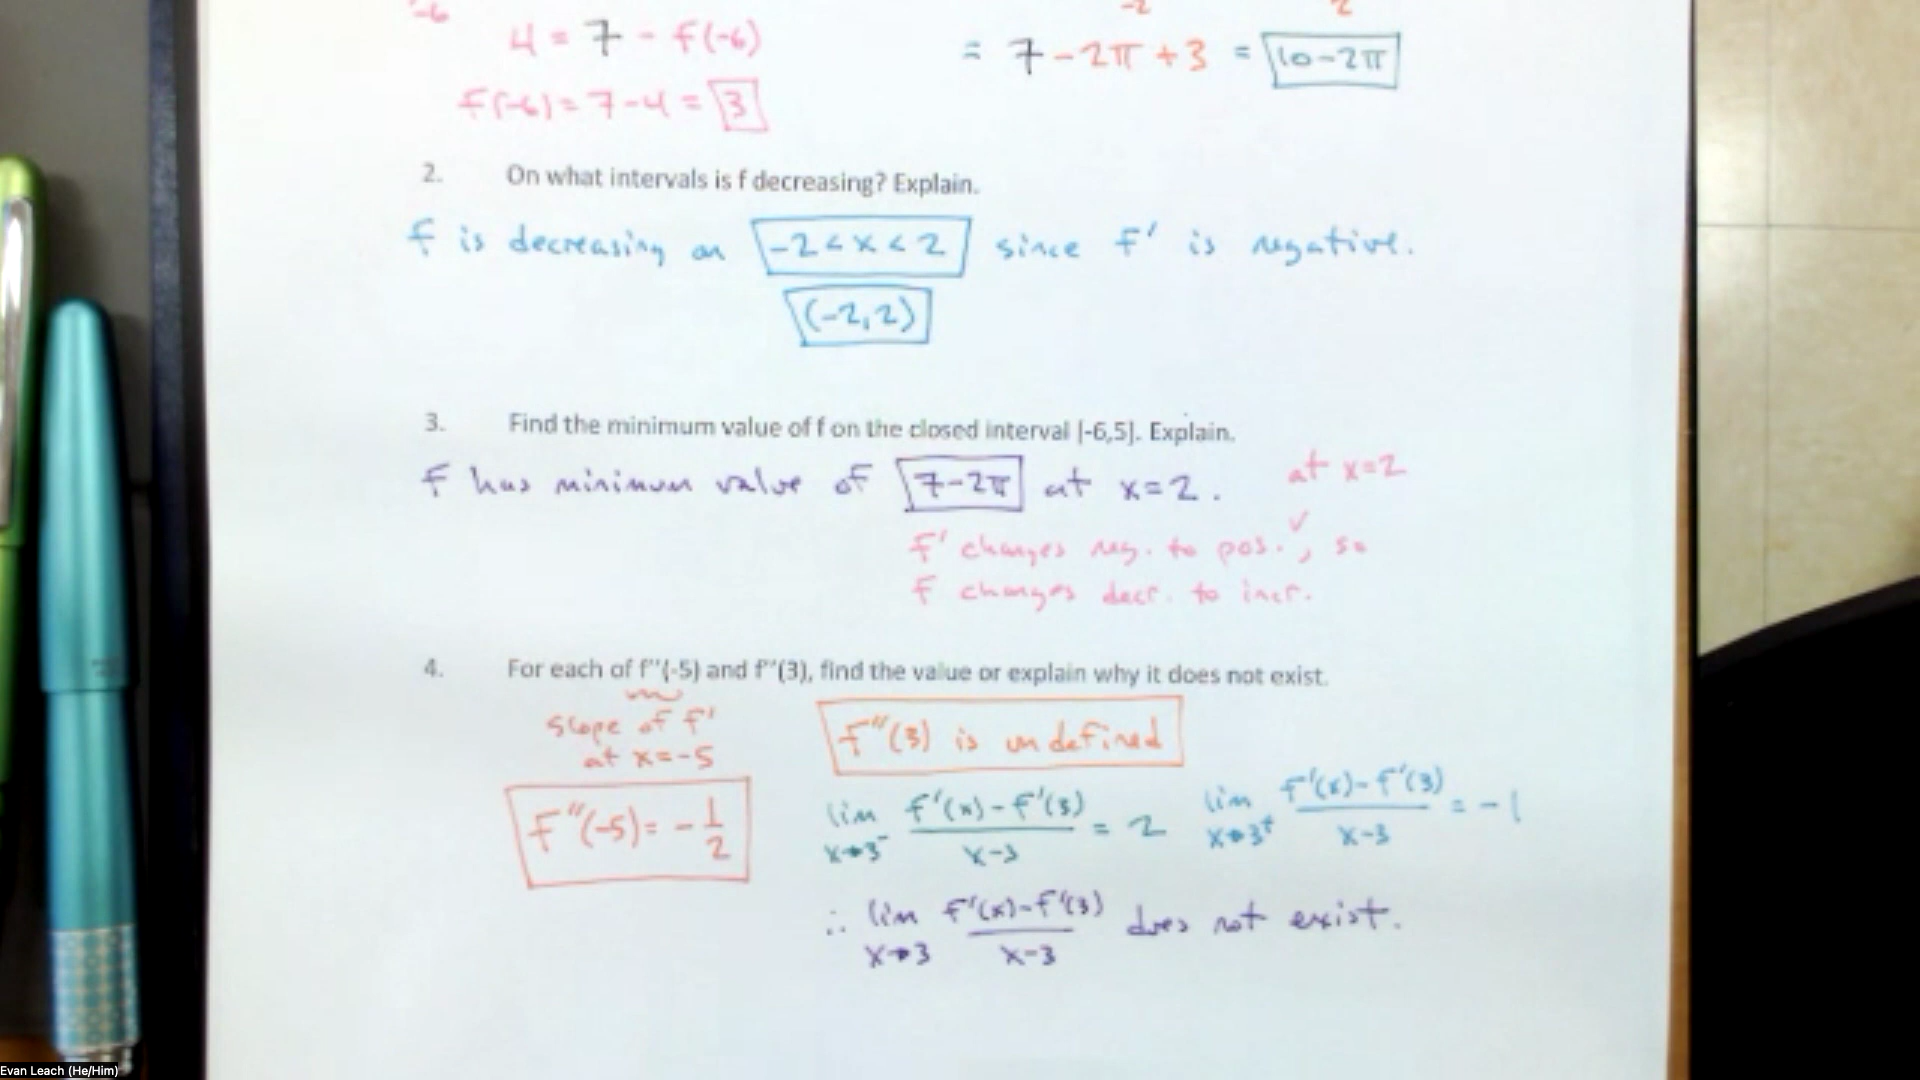 -6
4 = 7 - f(-6)
f(-6) = 7 - 4 = 3
-2 2
= 7 - 2π + 3 = 10 - 2π
2. On what intervals is f decreasing? Explain.
f is decreasing on -2 < x < 2 since f' is negative.
(-2,2)
3. Find the minimum value of f on the closed interval [-6,5]. Explain.
f has minimum value of 7-2π at x=2.
at x=2
f' changes neg. to pos. ✓, so
f changes decr. to incr.
4. For each of f''(-5) and f''(3), find the value or explain why it does not exist.
slope of f'
at x=-5
f''(-5) = - 1/2
f''(3) is undefined
lim x→3⁻ f'(x)-f'(3) / x-3 = 2
lim x→3⁺ f'(x)-f'(3) / x-3 = -1
∴ lim x→3 f'(x)-f'(3) / x-3 does not exist.
Evan Leach (He/Him)